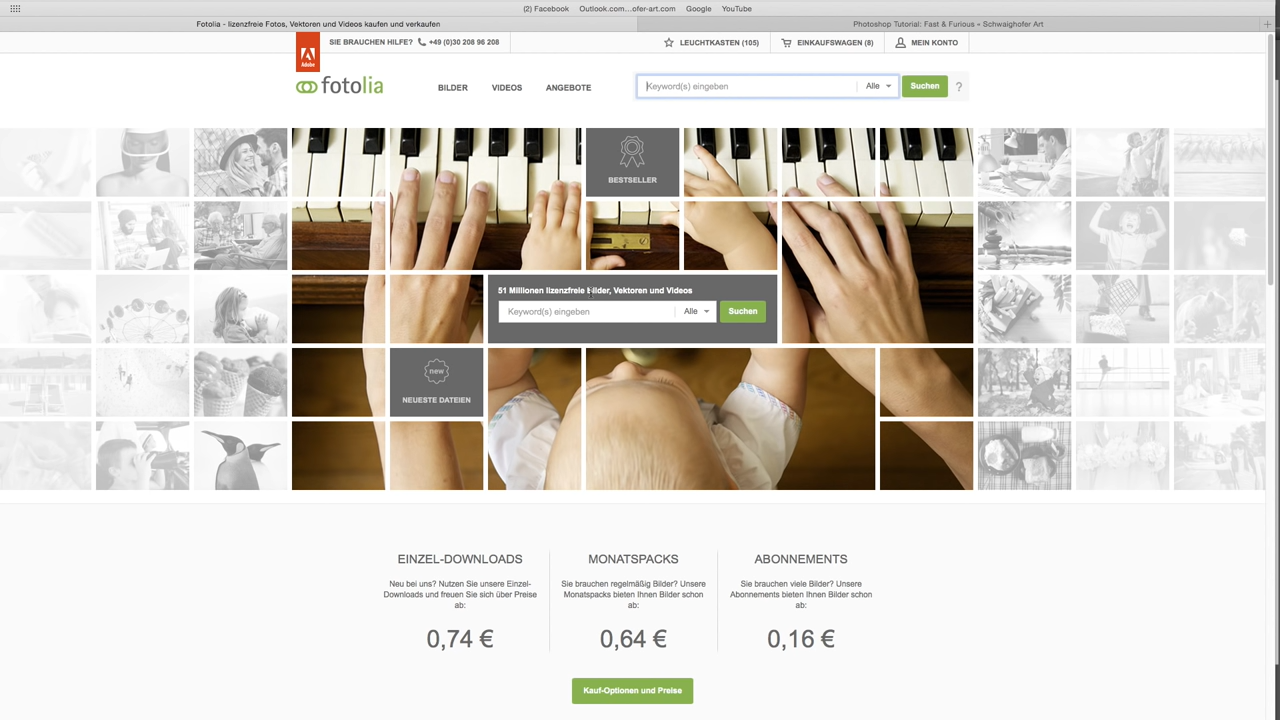 (2) Facebook Outlook.com...ofer-art.com Google YouTube
Fotolia - lizenzfreie Fotos, Vektoren und Videos kaufen und verkaufen
Photoshop Tutorial: Fast & Furious « Schwaighofer Art
SIE BRAUCHEN HILFE? +49 (0)30 208 96 208
LEUCHTKASTEN (105)
EINKAUFSWAGEN (8)
MEIN KONTO
Adobe
fotolia
BILDER VIDEOS ANGEBOTE
Keyword(s) eingeben Alle Suchen ?
BESTSELLER
51 Millionen lizenzfreie Bilder, Vektoren und Videos
Keyword(s) eingeben Alle Suchen
new
NEUESTE DATEIEN
EINZEL-DOWNLOADS
Neu bei uns? Nutzen Sie unsere Einzel-
Downloads und freuen Sie sich über Preise
ab:
0,74 €
MONATSPACKS
Sie brauchen regelmäßig Bilder? Unsere
Monatspacks bieten Ihnen Bilder schon
ab:
0,64 €
ABONNEMENTS
Sie brauchen viele Bilder? Unsere
Abonnements bieten Ihnen Bilder schon
ab:
0,16 €
Kauf-Optionen und Preise